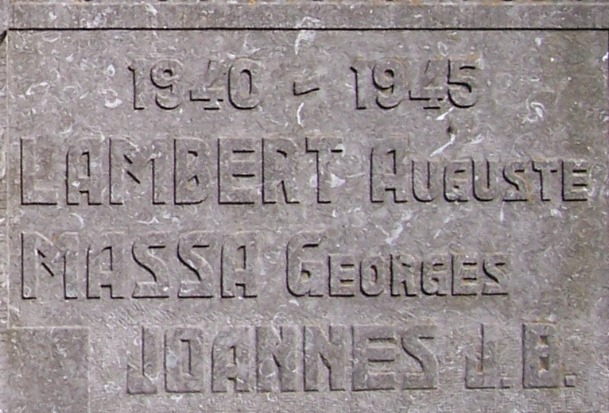 1940 - 1945
LAMBERT AUGUSTE
MASSA GEORGES
JOANNES J.B.